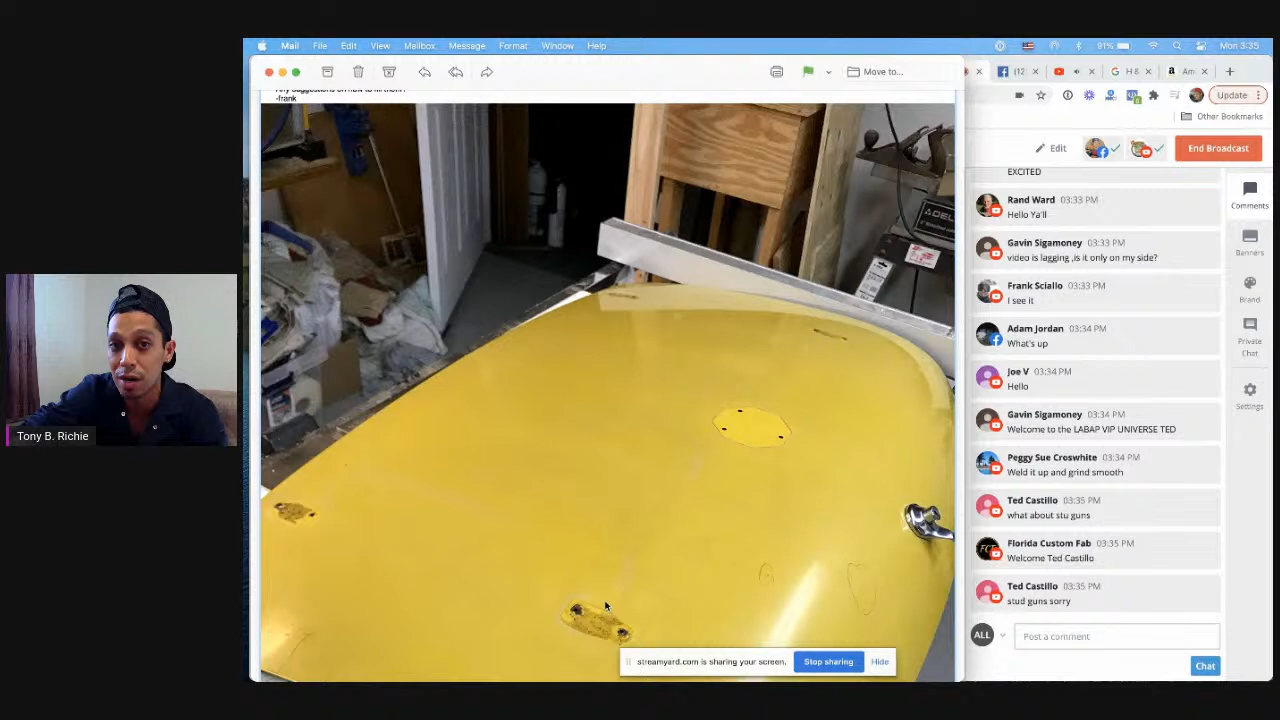 Mail File Edit View Mailbox Message Format Window Help
91% Mon 3:35
Move to...
-frank
Update
Other Bookmarks
Edit End Broadcast
EXCITED
Rand Ward 03:33 PM
Hello Ya'll
Gavin Sigamoney 03:33 PM
video is lagging ,is it only on my side?
Frank Sciallo 03:33 PM
I see it
Adam Jordan 03:34 PM
What's up
Joe V 03:34 PM
Hello
Gavin Sigamoney 03:34 PM
Welcome to the LABAP VIP UNIVERSE TED
Peggy Sue Croswhite 03:34 PM
Weld it up and grind smooth
Ted Castillo 03:35 PM
what about stu guns
Florida Custom Fab 03:35 PM
Welcome Ted Castillo
Ted Castillo 03:35 PM
stud guns sorry
ALL Post a comment
Chat
Comments
Banners
Brand
Private
Chat
Settings
Tony B. Richie
streamyard.com is sharing your screen. Stop sharing Hide